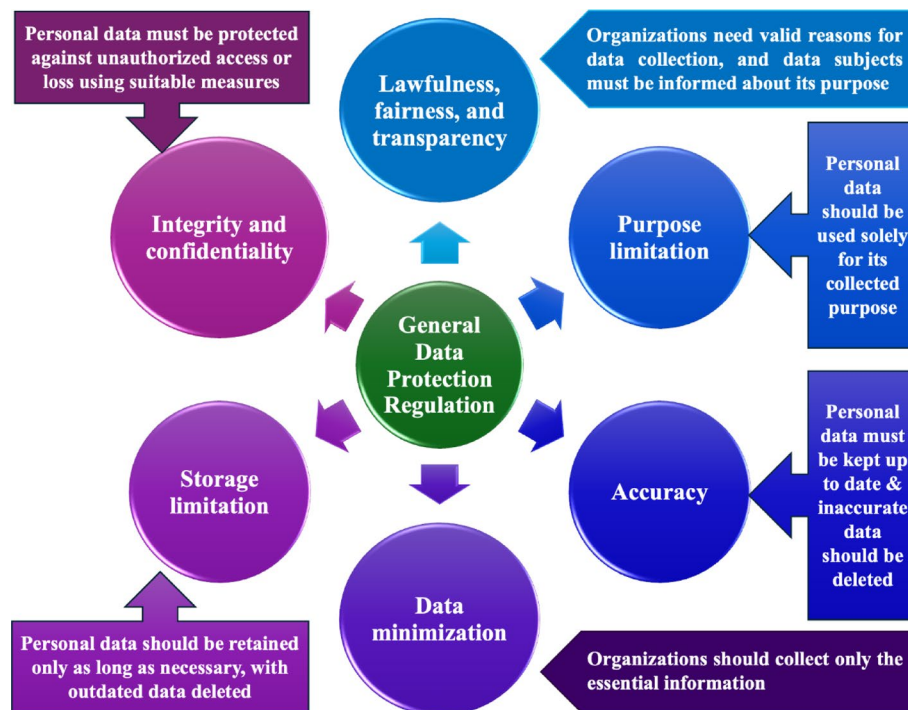 Personal data must be protected
against unauthorized access or
loss using suitable measures
Lawfulness,
fairness, and
transparency
Organizations need valid reasons for
data collection, and data subjects
must be informed about its purpose
Integrity and
confidentiality
Purpose
limitation
Personal
data
should be
used solely
for its
collected
purpose
General
Data
Protection
Regulation
Storage
limitation
Accuracy
Personal
data must
be kept up
to date &
inaccurate
data
should be
deleted
Data
minimization
Personal data should be retained
only as long as necessary, with
outdated data deleted
Organizations should collect only the
essential information